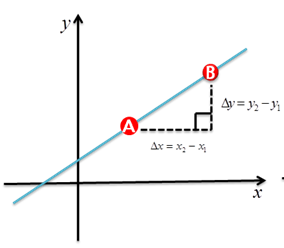 y
B
A
Δy = y₂ − y₁
Δx = x₂ − x₁
x